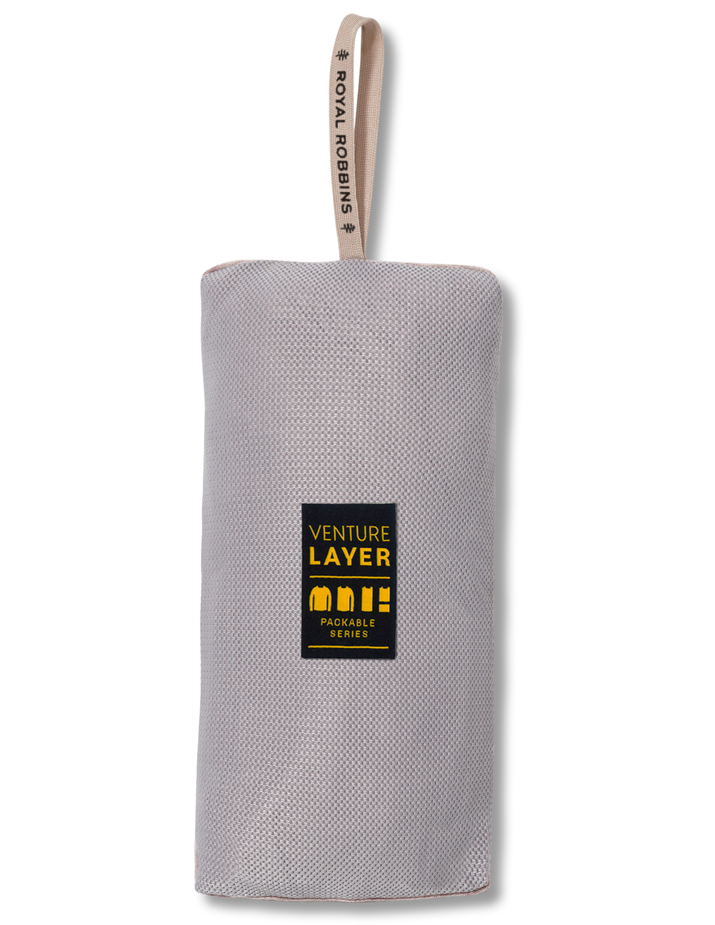 ROYAL ROBBINS
VENTURE
LAYER
PACKABLE
SERIES